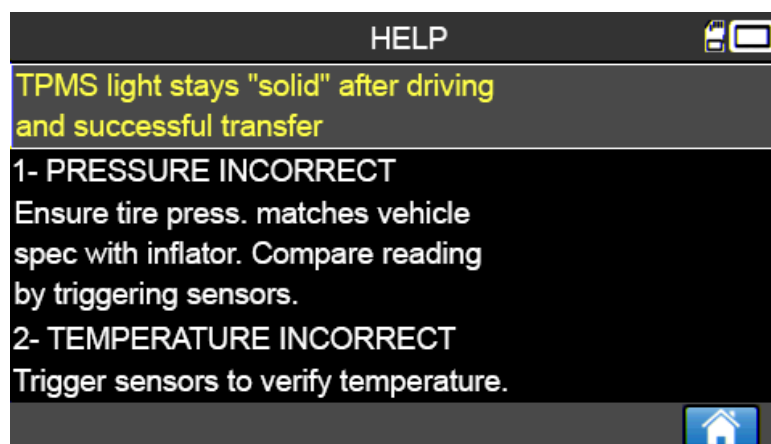 HELP
TPMS light stays "solid" after driving
and successful transfer
1- PRESSURE INCORRECT
Ensure tire press. matches vehicle
spec with inflator. Compare reading
by triggering sensors.
2- TEMPERATURE INCORRECT
Trigger sensors to verify temperature.